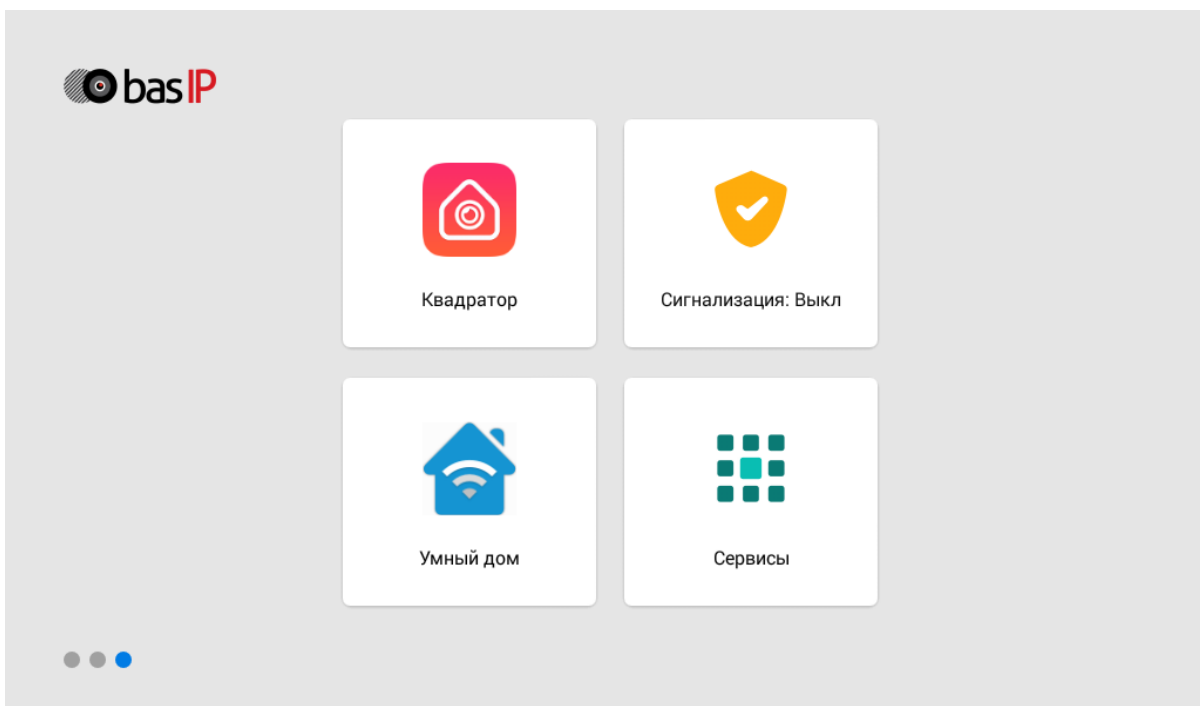 bas IP
Квадратор
Сигнализация: Выкл
Умный дом
Сервисы